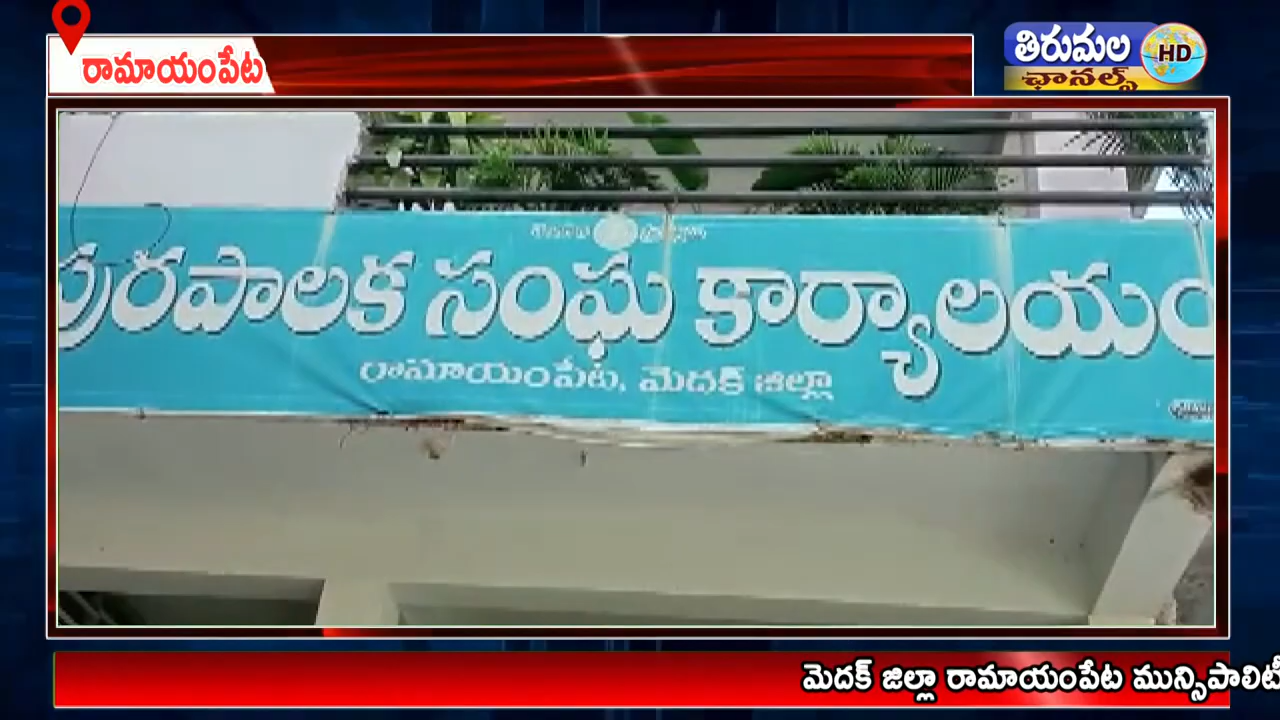 రామాయంపేట
తిరుమల
HD
ఛానల్స్
పురపాలక సంఘ కార్యాలయం
రామాయంపేట, మెదక్ జిల్లా
మెదక్ జిల్లా రామాయంపేట మున్సిపాలిటీ